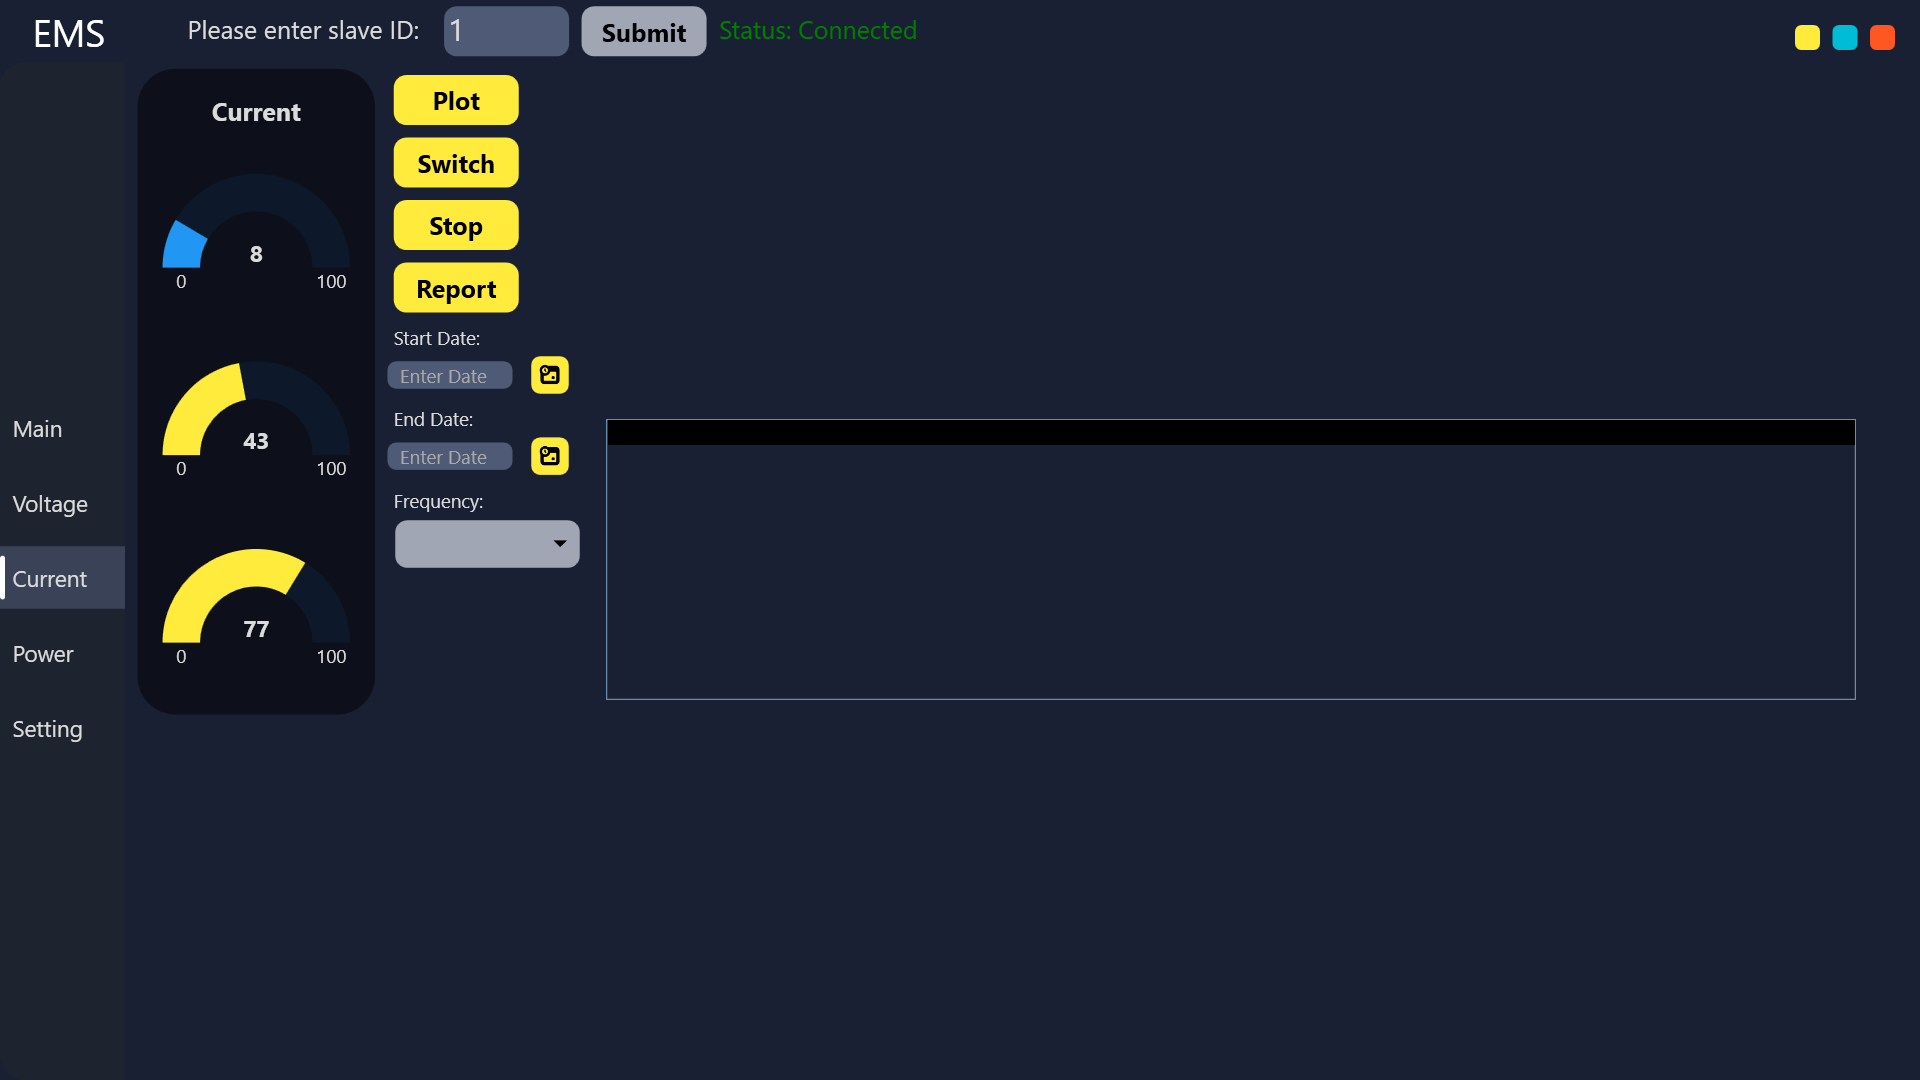 EMS
Please enter slave ID:
1
Submit
Status: Connected
Main
Voltage
Current
Power
Setting
Current
8
0
100
43
0
100
77
0
100
Plot
Switch
Stop
Report
Start Date:
Enter Date
End Date:
Enter Date
Frequency: